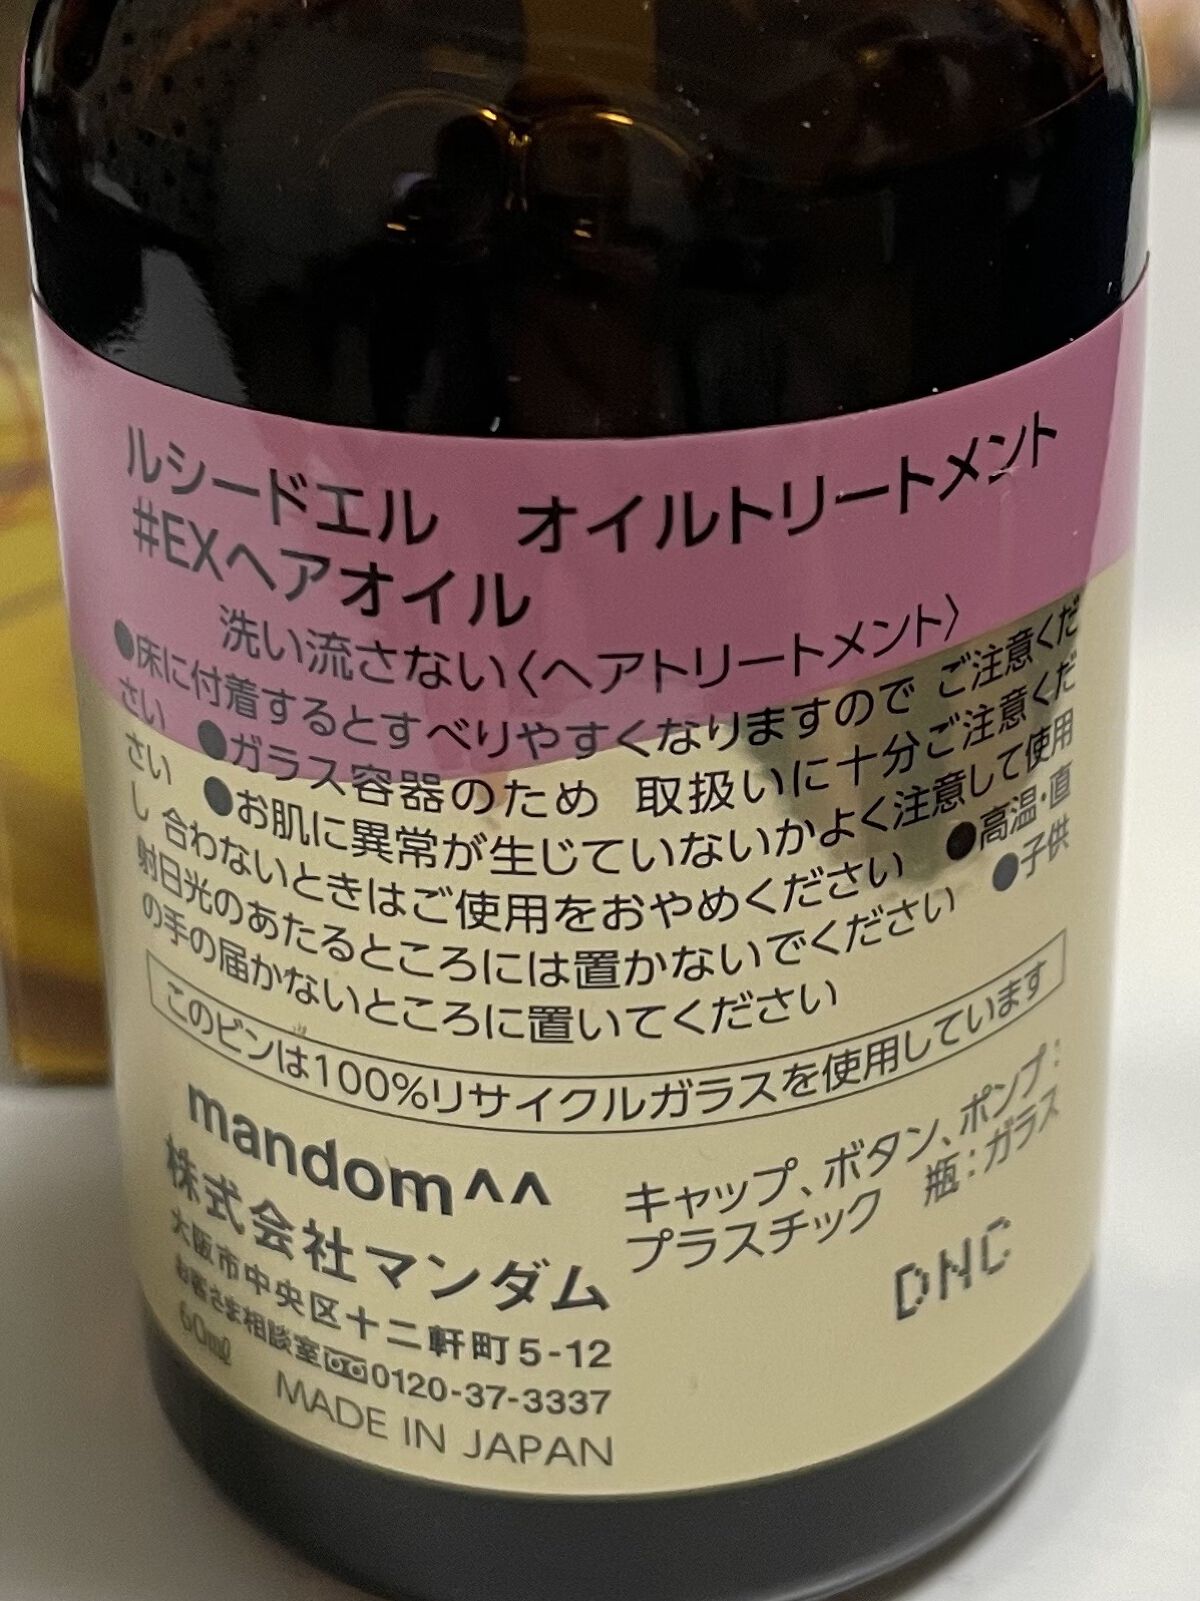 ルシードエル　オイルトリートメント
#EXヘアオイル
洗い流さない〈ヘアトリートメント〉
●床に付着するとすべりやすくなりますので ご注意くだ
さい ●ガラス容器のため 取扱いに十分ご注意くだ
さい ●お肌に異常が生じていないかよく注意して使用
し 合わないときはご使用をおやめください ●高温・直
射日光のあたるところには置かないでください ●子供
の手の届かないところに置いてください
このビンは100%リサイクルガラスを使用しています
mandom^^
株式会社マンダム
大阪市中央区十二軒町5-12
お客さま相談室0120-37-3337
60mℓ
MADE IN JAPAN
キャップ、ボタン、ポンプ：
プラスチック　瓶：ガラス
DNC